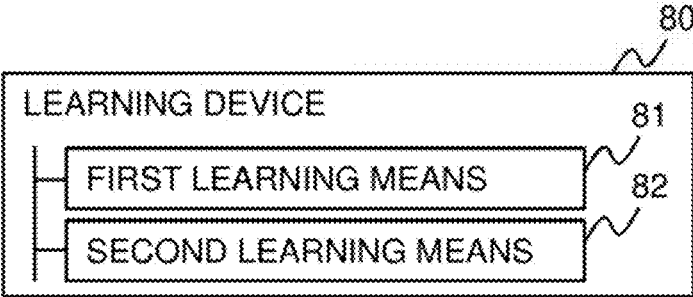 80
LEARNING DEVICE
81
FIRST LEARNING MEANS
82
SECOND LEARNING MEANS